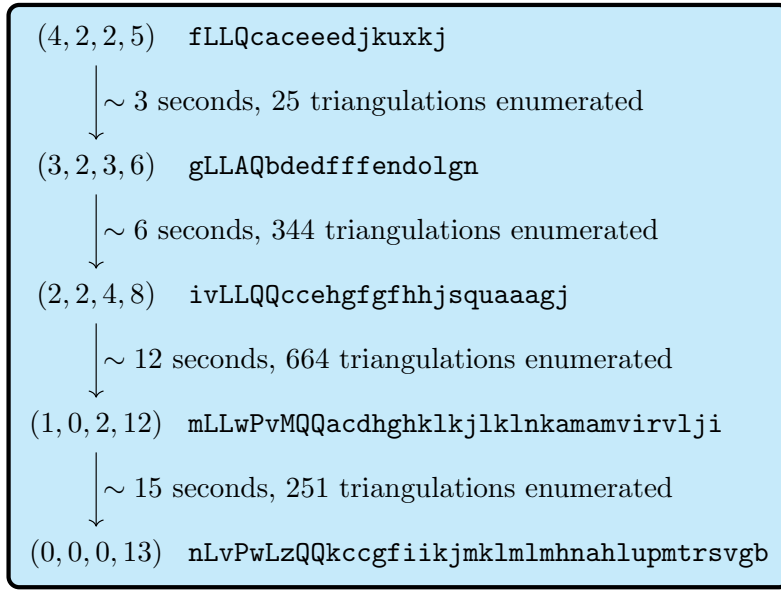 (4, 2, 2, 5) fLLQcaceeedjkuxkj
∼ 3 seconds, 25 triangulations enumerated
(3, 2, 3, 6) gLLAQbdedfffendolgn
∼ 6 seconds, 344 triangulations enumerated
(2, 2, 4, 8) ivLLQQccehgfgfhhjsquaaagj
∼ 12 seconds, 664 triangulations enumerated
(1, 0, 2, 12) mLLwPvMQQacdhghklkjlklnkamamvirvlji
∼ 15 seconds, 251 triangulations enumerated
(0, 0, 0, 13) nLvPwLzQQkccgfiikjmklmlmhnahlupmtrsvgb